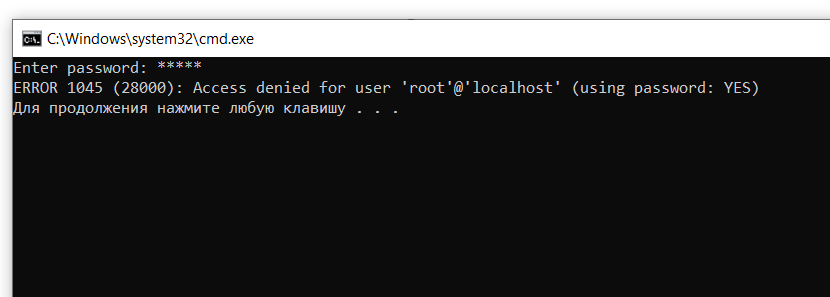 C:\Windows\system32\cmd.exe
Enter password: *****
ERROR 1045 (28000): Access denied for user 'root'@'localhost' (using password: YES)
Для продолжения нажмите любую клавишу . . .